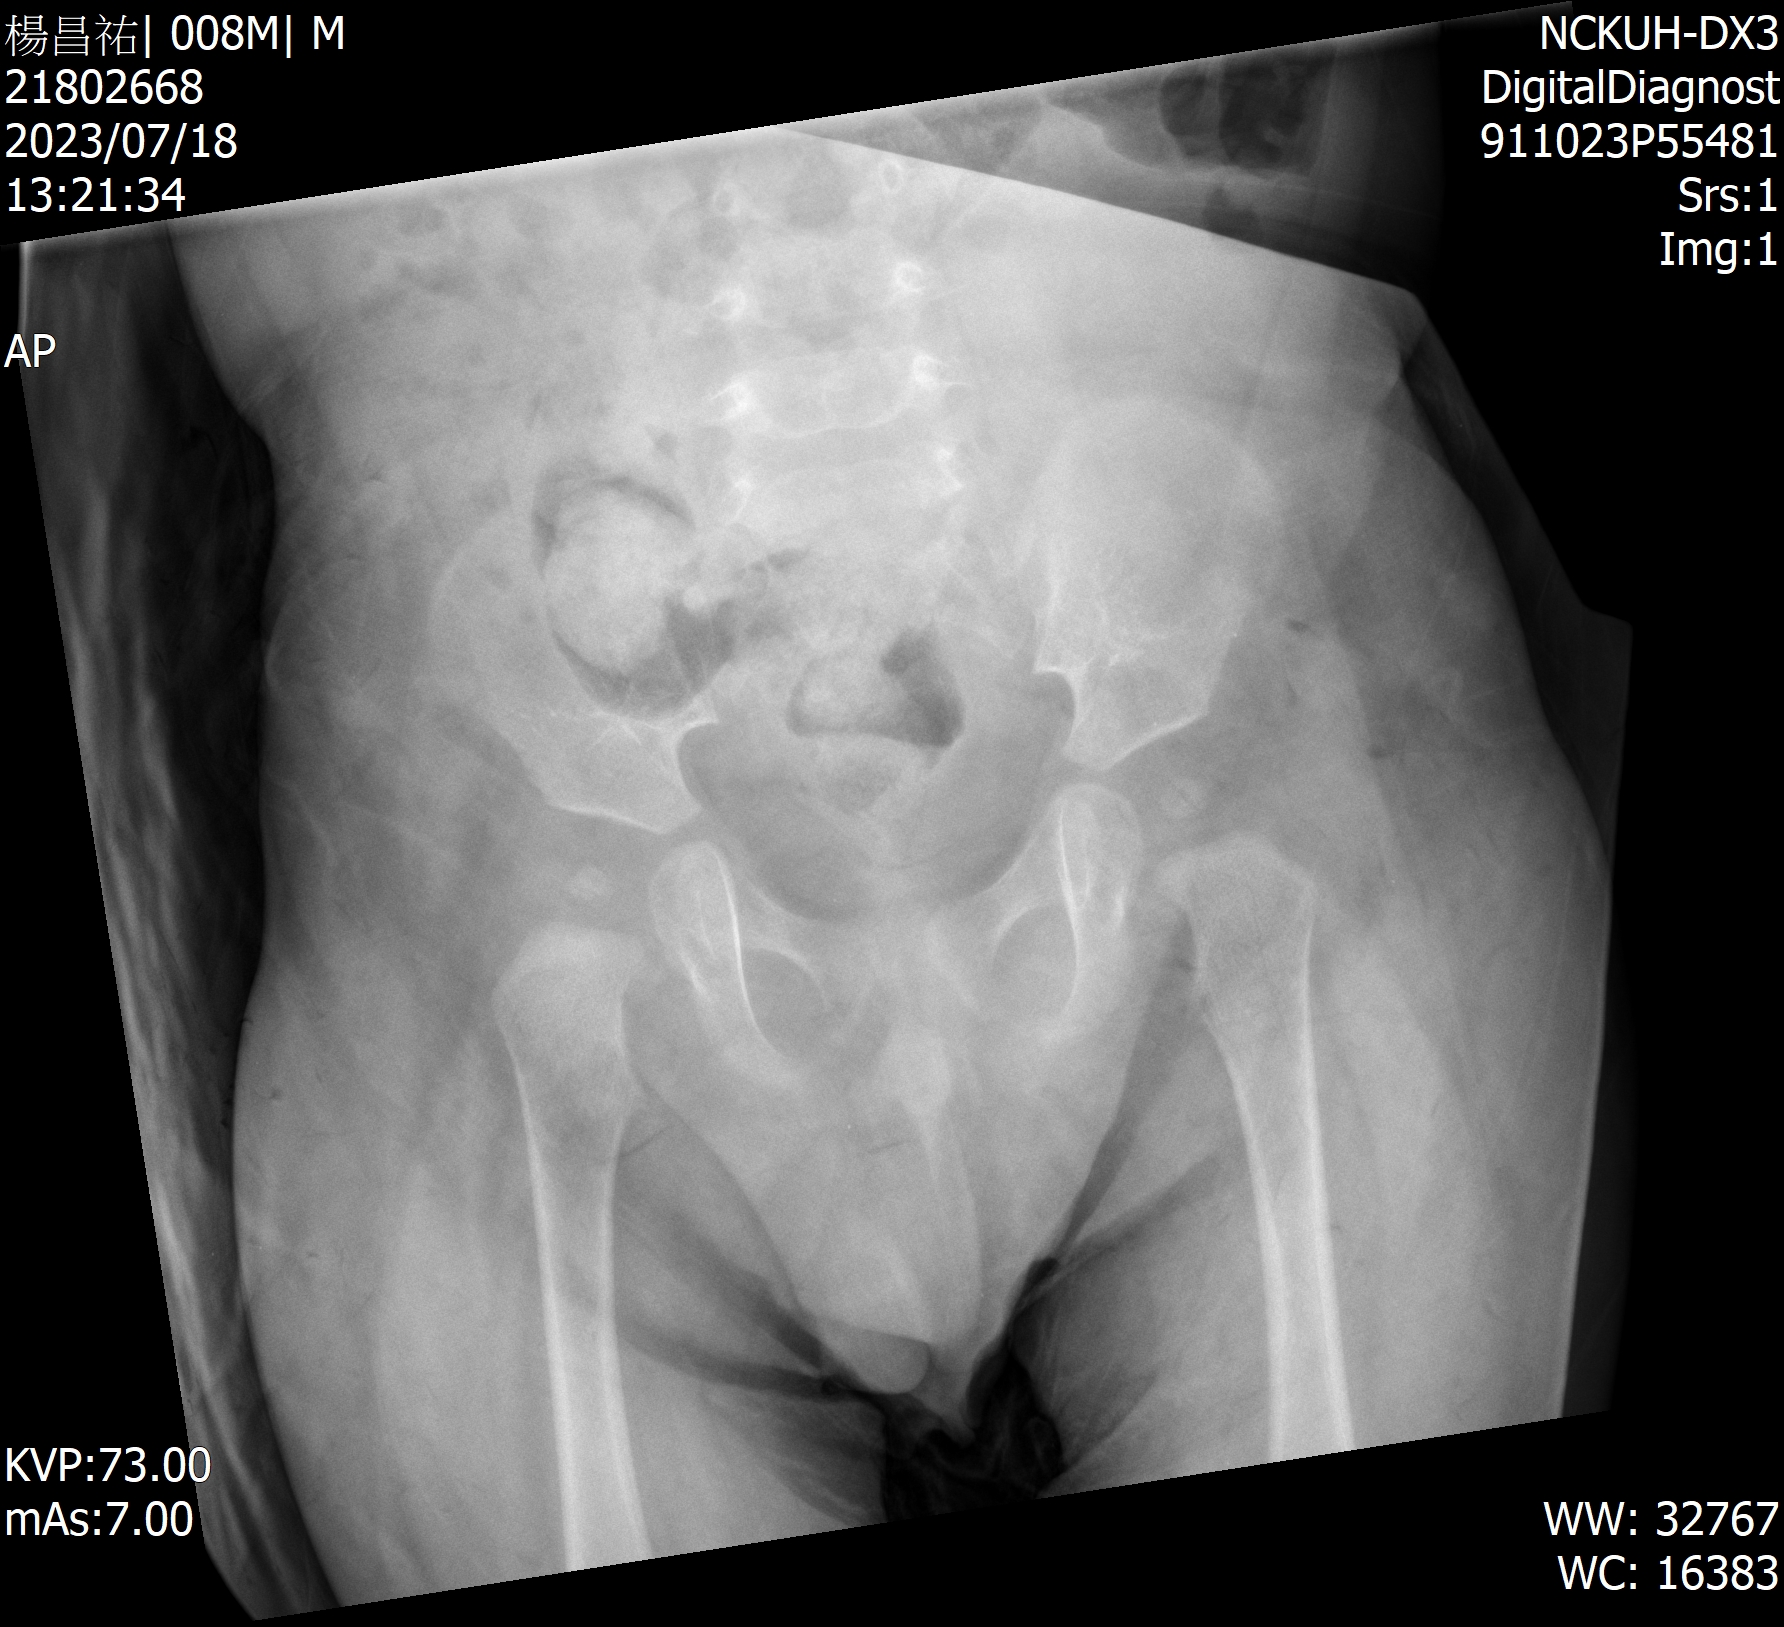 楊昌祐| 008M| M
21802668
2023/07/18
13:21:34
AP
NCKUH-DX3
DigitalDiagnost
911023P55481
Srs:1
Img:1
KVP:73.00
mAs:7.00
WW: 32767
WC: 16383